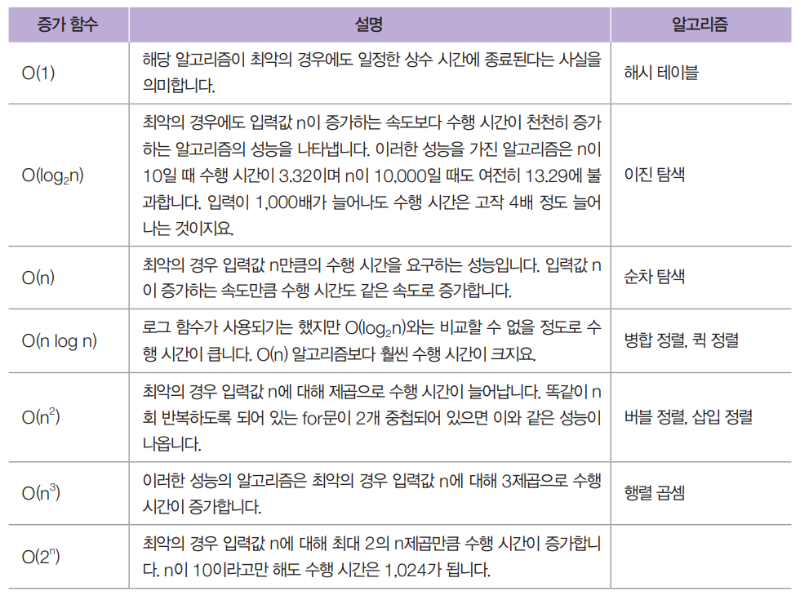 증가 함수
설명
알고리즘
O(1)
해당 알고리즘이 최악의 경우에도 일정한 상수 시간에 종료된다는 사실을
의미합니다.
해시 테이블
O(log₂n)
최악의 경우에도 입력값 n이 증가하는 속도보다 수행 시간이 천천히 증가
하는 알고리즘의 성능을 나타냅니다. 이러한 성능을 가진 알고리즘은 n이
10일 때 수행 시간이 3.32이며 n이 10,000일 때도 여전히 13.29에 불
과합니다. 입력이 1,000배가 늘어나도 수행 시간은 고작 4배 정도 늘어
나는 것이지요.
이진 탐색
O(n)
최악의 경우 입력값 n만큼의 수행 시간을 요구하는 성능입니다. 입력값 n
이 증가하는 속도만큼 수행 시간도 같은 속도로 증가합니다.
순차 탐색
O(n log n)
로그 함수가 사용되기는 했지만 O(log₂n)와는 비교할 수 없을 정도로 수
행 시간이 큽니다. O(n) 알고리즘보다 훨씬 수행 시간이 크지요.
병합 정렬, 퀵 정렬
O(n²)
최악의 경우 입력값 n에 대해 제곱으로 수행 시간이 늘어납니다. 똑같이 n
회 반복하도록 되어 있는 for문이 2개 중첩되어 있으면 이와 같은 성능이
나옵니다.
버블 정렬, 삽입 정렬
O(n³)
이러한 성능의 알고리즘은 최악의 경우 입력값 n에 대해 3제곱으로 수행
시간이 증가합니다.
행렬 곱셈
O(2ⁿ)
최악의 경우 입력값 n에 대해 최대 2의 n제곱만큼 수행 시간이 증가합니
다. n이 10이라고만 해도 수행 시간은 1,024가 됩니다.